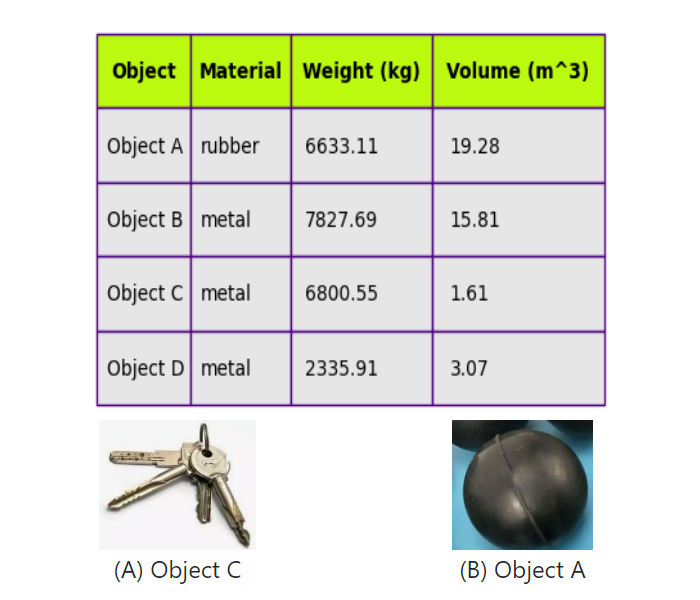 Object Material Weight (kg) Volume (m^3)
Object A rubber 6633.11 19.28
Object B metal 7827.69 15.81
Object C metal 6800.55 1.61
Object D metal 2335.91 3.07
(A) Object C (B) Object A